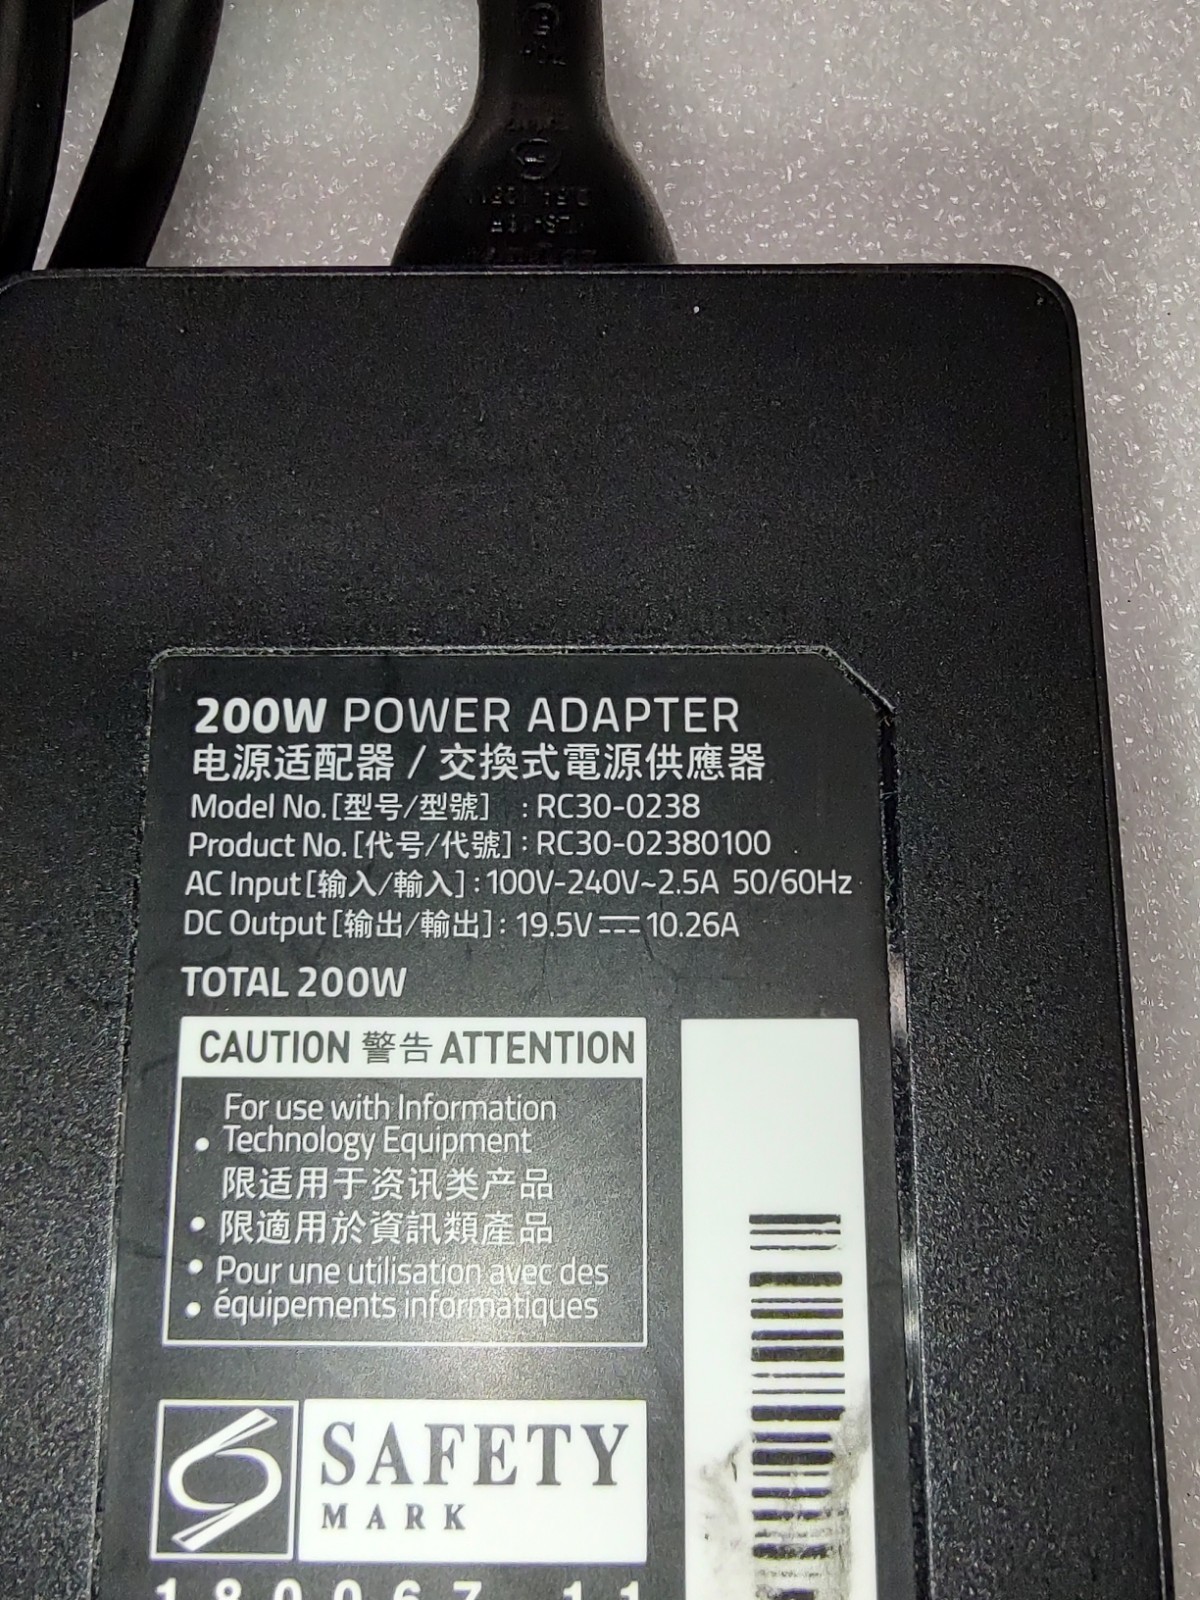 200W POWER ADAPTER
电源适配器 / 交換式電源供應器
Model No.[型号/型號] : RC30-0238
Product No.[代号/代號] : RC30-02380100
AC Input[输入/輸入] : 100V-240V~2.5A 50/60Hz
DC Output[输出/輸出] : 19.5V⎓10.26A
TOTAL 200W
CAUTION 警告 ATTENTION
For use with Information
• Technology Equipment
限适用于资讯类产品
• 限適用於資訊類產品
• Pour une utilisation avec des
• équipements informatiques
SAFETY
MARK
180067-11